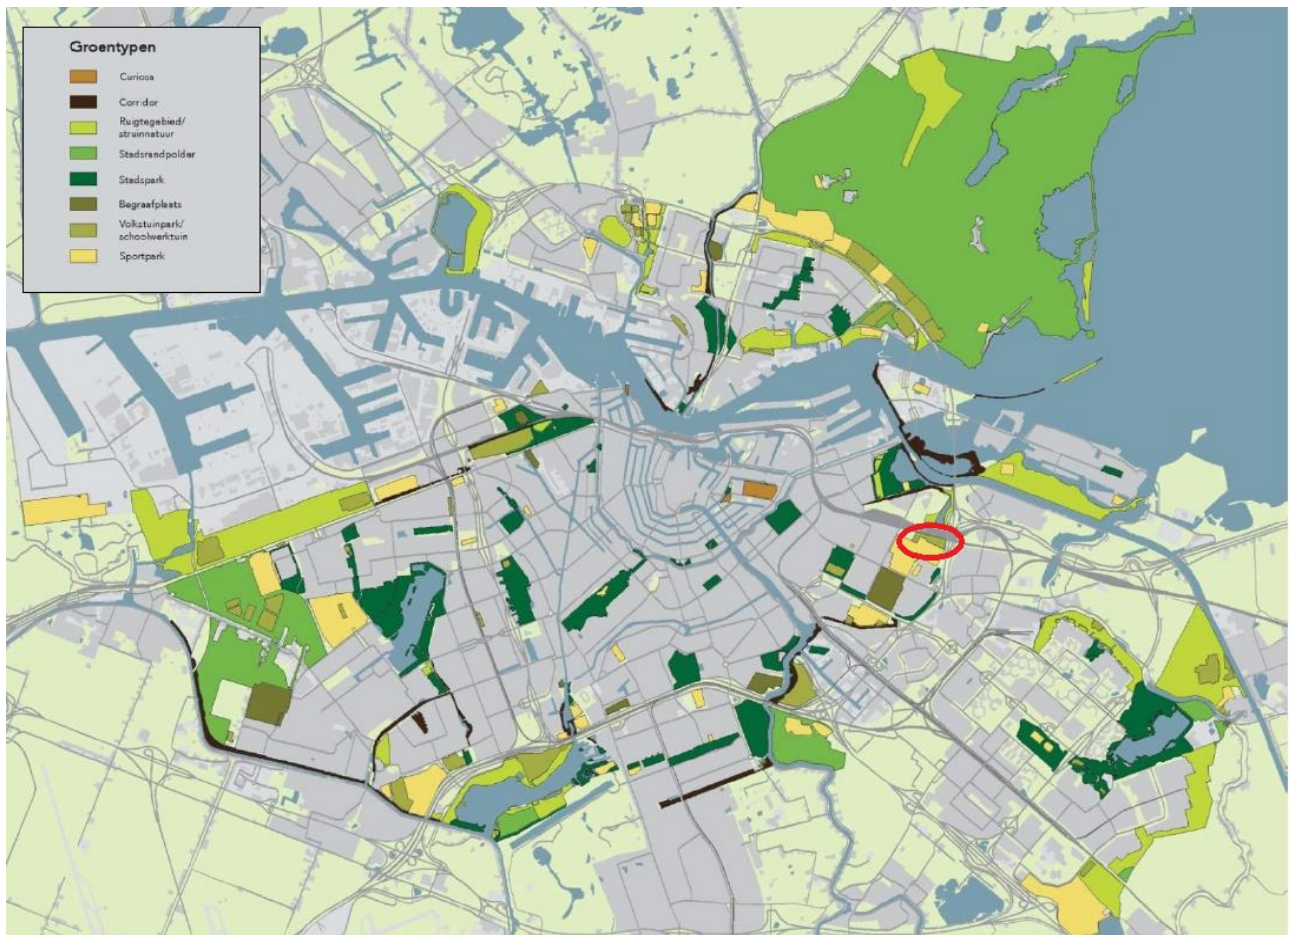 Groentypen
Curiosa
Corridor
Ruigtegebied/
struinnatuur
Stadsrandpolder
Stadspark
Begraafplaats
Volkstuinpark/
schoolwerktuin
Sportpark